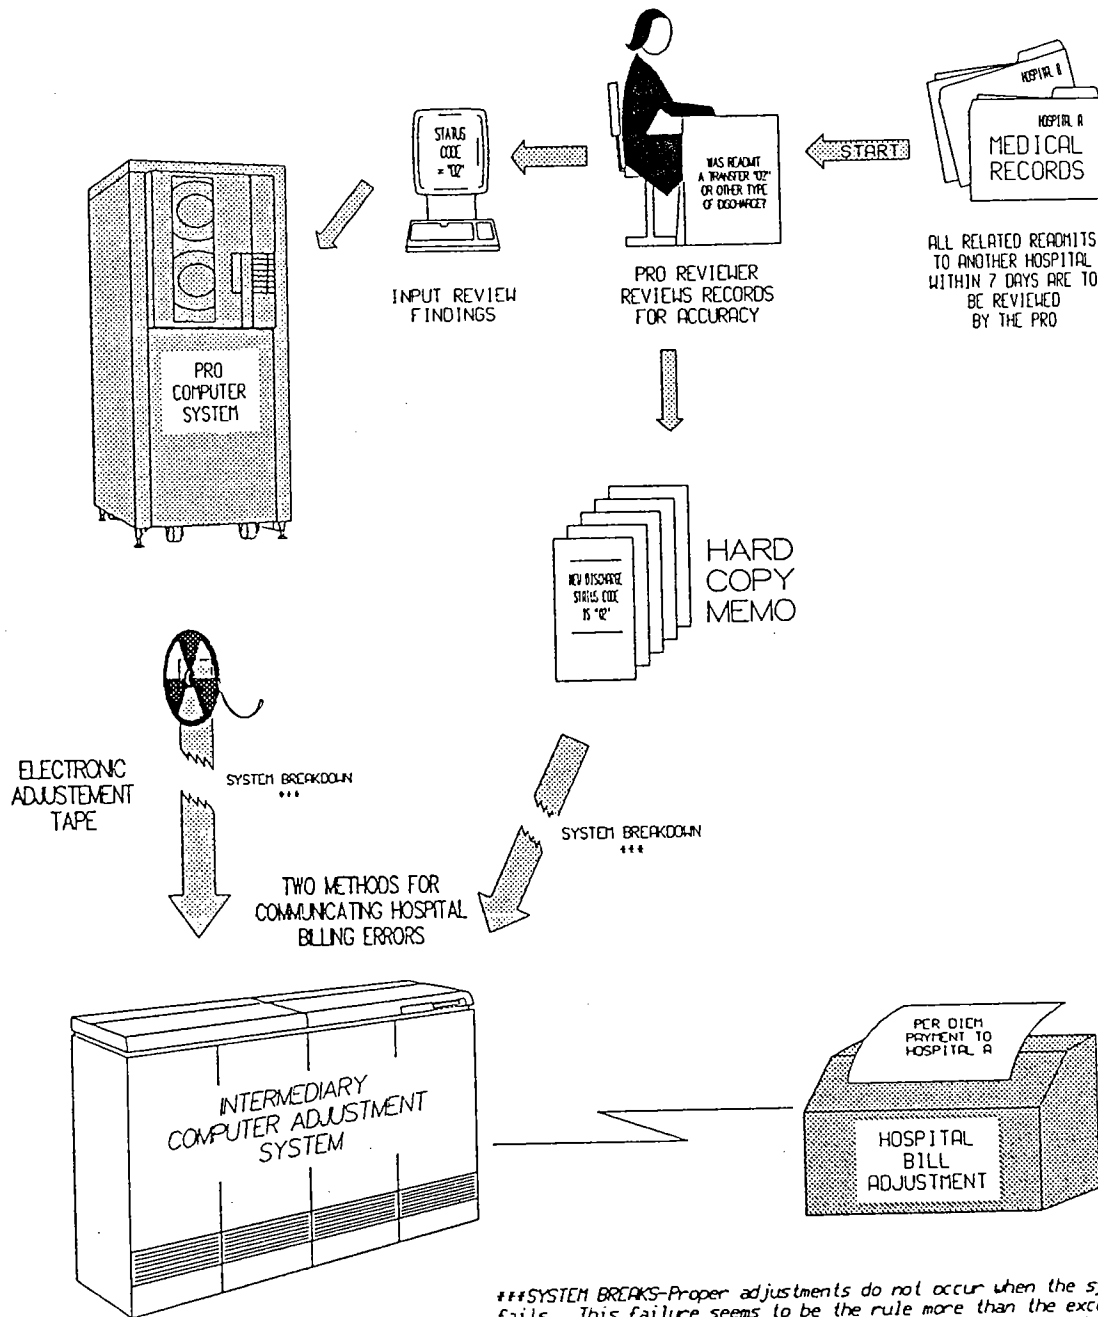 HOSPITAL B
HOSPITAL A
MEDICAL
RECORDS
START
ALL RELATED READMITS
TO ANOTHER HOSPITAL
WITHIN 7 DAYS ARE TO
BE REVIEWED
BY THE PRO
WAS READMIT
A TRANSFER "02"
OR OTHER TYPE
OF DISCHARGE?
PRO REVIEWER
REVIEWS RECORDS
FOR ACCURACY
STATUS
CODE
= "02"
INPUT REVIEW
FINDINGS
PRO
COMPUTER
SYSTEM
NEW DISCHARGE
STATUS CODE
IS "02"
HARD
COPY
MEMO
ELECTRONIC
ADJUSTEMENT
TAPE
SYSTEM BREAKDOWN
***
SYSTEM BREAKDOWN
***
TWO METHODS FOR
COMMUNICATING HOSPITAL
BILLING ERRORS
INTERMEDIARY
COMPUTER ADJUSTMENT
SYSTEM
PER DIEM
PAYMENT TO
HOSPITAL A
HOSPITAL
BILL
ADJUSTMENT
***SYSTEM BREAKS-Proper adjustments do not occur when the
fails. This failure seems to be the rule more than the